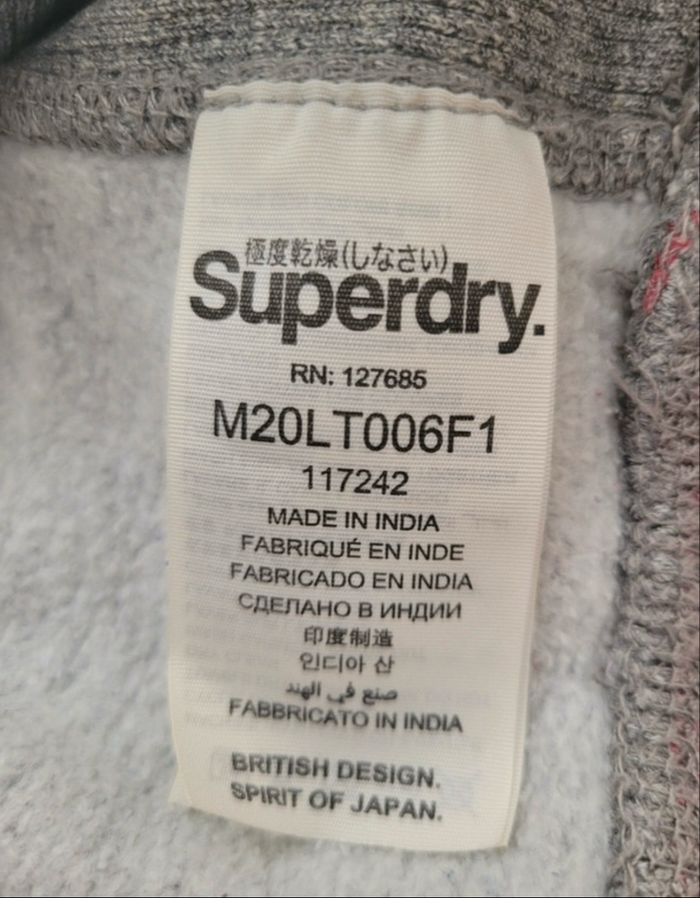 極度乾燥(しなさい)
Superdry.
RN: 127685
M20LT006F1
117242
MADE IN INDIA
FABRIQUÉ EN INDE
FABRICADO EN INDIA
СДЕЛАНО В ИНДИИ
印度制造
인디아 산
صنع في الهند
FABBRICATO IN INDIA
BRITISH DESIGN.
SPIRIT OF JAPAN.